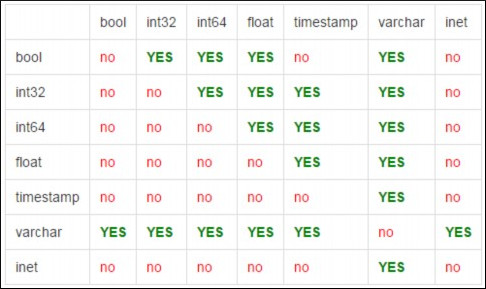 bool int32 int64 float timestamp varchar inet
bool no YES YES YES no YES no
int32 no no YES YES YES YES no
int64 no no no YES YES YES no
float no no no no YES YES no
timestamp no no no no no YES no
varchar YES YES YES YES YES no YES
inet no no no no no YES no